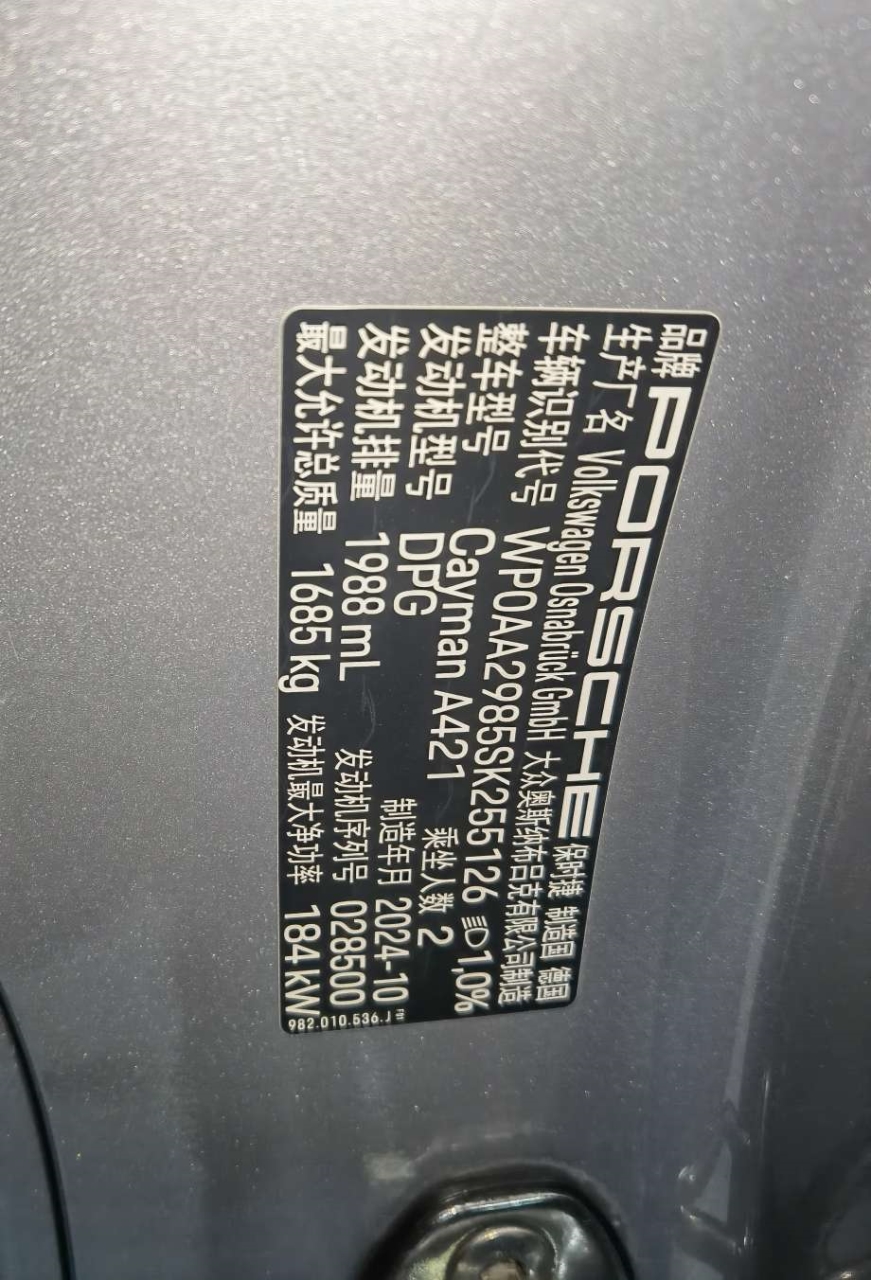 品牌 PORSCHE 保时捷 制造国 德国
生产厂名 Volkswagen Osnabrück GmbH 大众奥斯纳布吕克有限公司制造
车辆识别代号 WP0AA2985SK255126 1,0%
整车型号 Cayman A421 乘坐人数 2
发动机型号 DPG 制造年月 2024-10
发动机排量 1988 mL 发动机序列号 028500
最大允许总质量 1685 kg 发动机最大净功率 184 kW
982.010.536.J